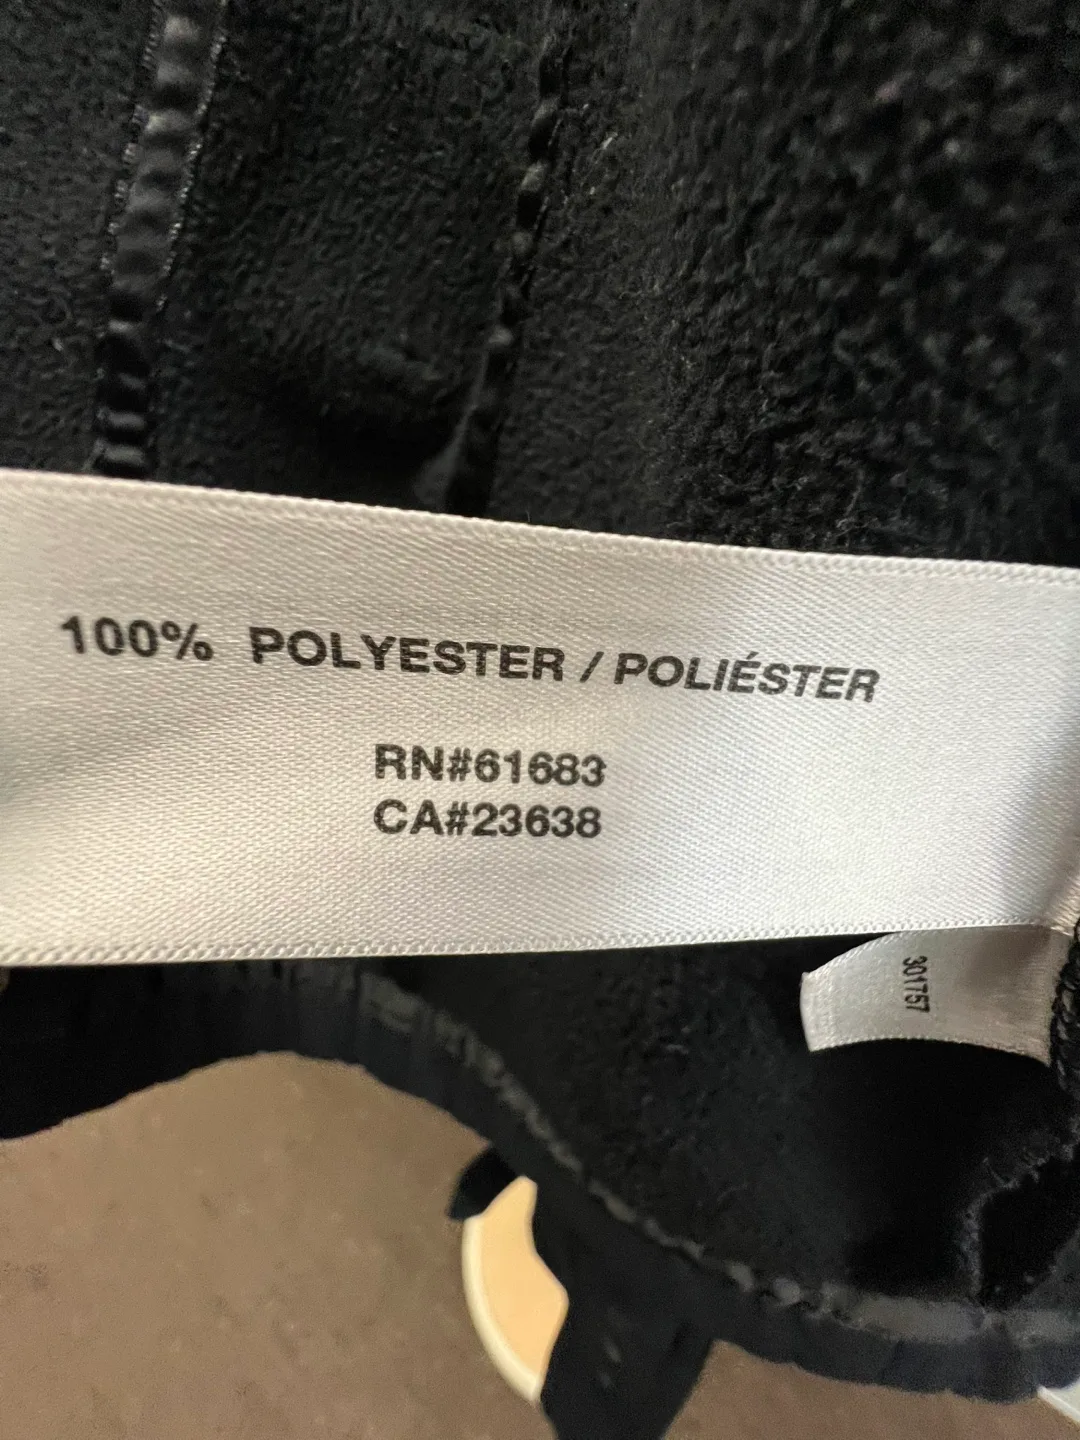 100% POLYESTER / POLIÉSTER
RN#61683
CA#23638
301757